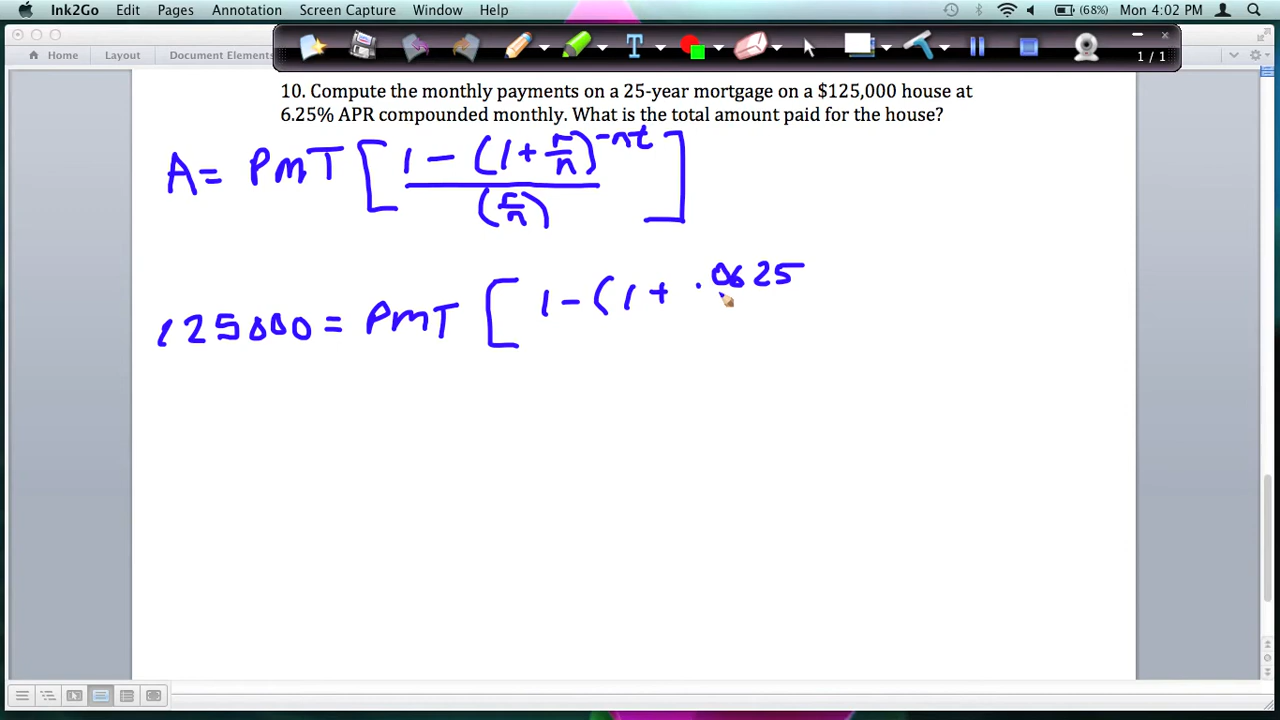 Ink2Go Edit Pages Annotation Screen Capture Window Help (68%) Mon 4:02 PM
Home Layout Document Elements
T 1 / 1
10. Compute the monthly payments on a 25-year mortgage on a $125,000 house at
6.25% APR compounded monthly. What is the total amount paid for the house?
A = PmT [ 1 - (1 + r/n)^-nt / (r/n) ]
125000 = PmT [ 1 - (1 + .0625